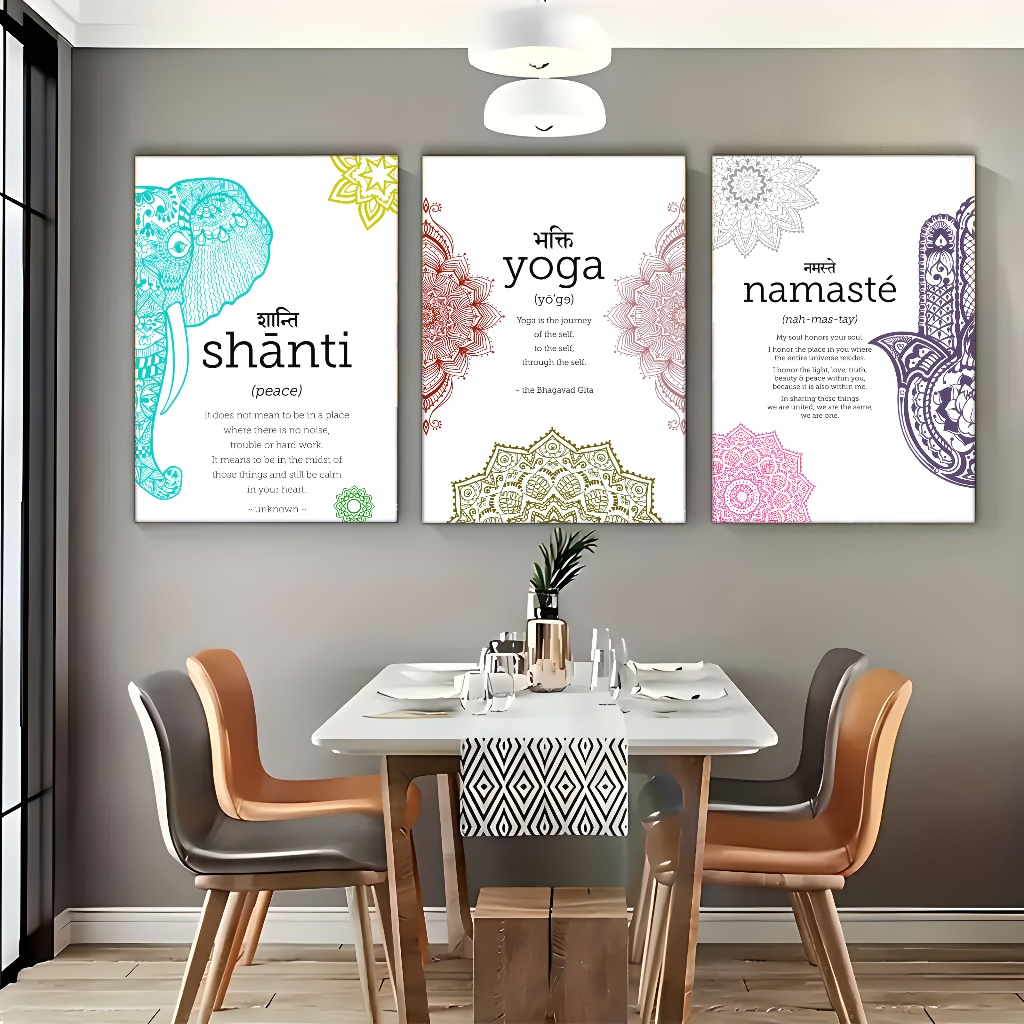 शान्ति
shānti
(peace)
It does not mean to be in a place
where there is no noise,
trouble or hard work.
It means to be in the midst of
those things and still be calm
in your heart.
~ unknown ~
भक्ति
yoga
(yō'gə)
Yoga is the journey
of the self,
to the self,
through the self.
~ the Bhagavad Gita
नमस्ते
namasté
(nah-mas-tay)
My soul honors your soul.
I honor the place in you where
the entire universe resides.
I honor the light, love, truth,
beauty & peace within you,
because it is also within me.
In sharing these things
we are united, we are the same,
we are one.